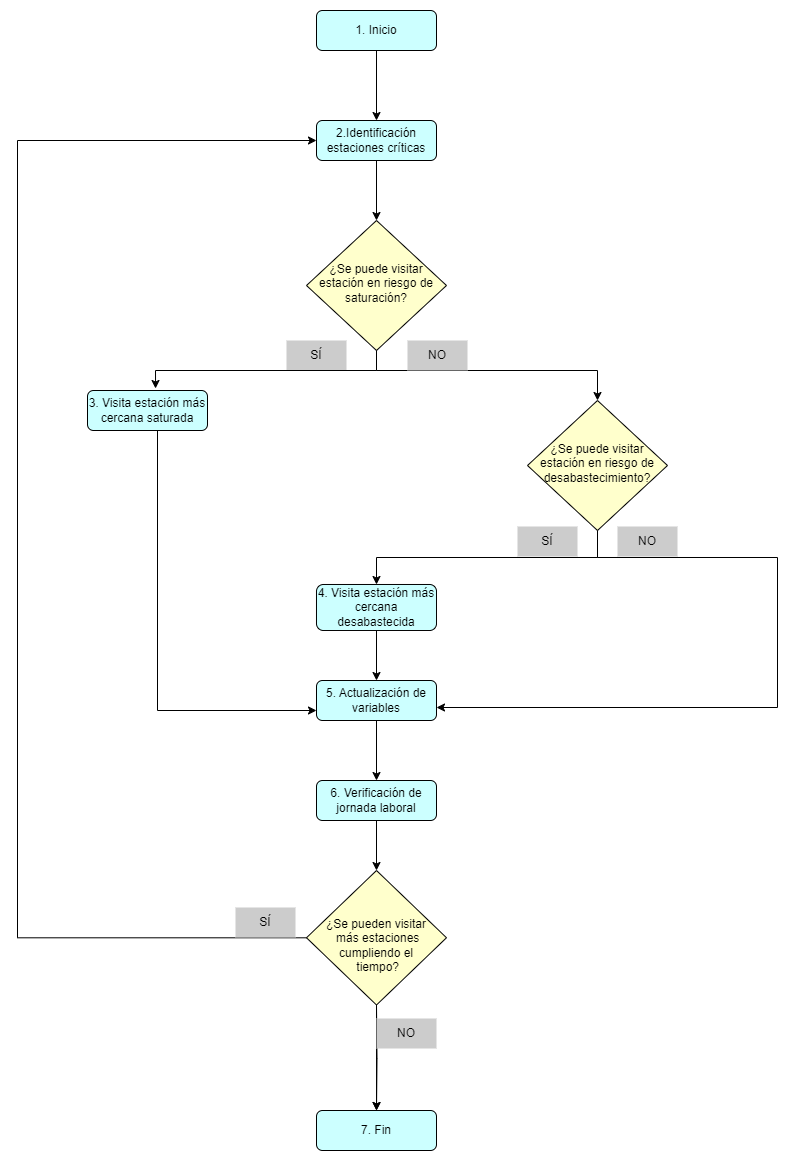 1. Inicio
2.Identificación
estaciones críticas
¿Se puede visitar
estación en riesgo de
saturación?
SÍ
NO
3. Visita estación más
cercana saturada
¿Se puede visitar
estación en riesgo de
desabastecimiento?
SÍ
NO
4. Visita estación más
cercana
desabastecida
5. Actualización de
variables
6. Verificación de
jornada laboral
¿Se pueden visitar
más estaciones
cumpliendo el
tiempo?
SÍ
NO
7. Fin